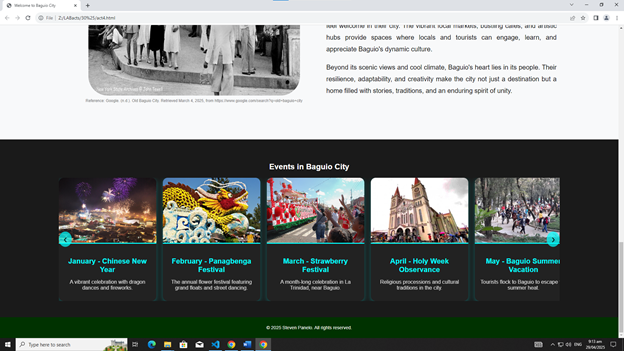 Welcome to Baguio City
File Z:/LABacts/30%25/act4.html
feel welcome in their city. The vibrant local markets, bustling cafes, and artistic
hubs provide spaces where locals and tourists can engage, learn, and
appreciate Baguio's dynamic culture.
Beyond its scenic views and cool climate, Baguio's heart lies in its people. Their
resilience, adaptability, and creativity make the city not just a destination but a
home filled with stories, traditions, and an enduring spirit of unity.
Reference: Google. (n.d.). Old Baguio City. Retrieved March 4, 2025, from https://www.google.com/search?q=old+baguio+city
Events in Baguio City
January - Chinese New
Year
A vibrant celebration with dragon
dances and fireworks.
February - Panagbenga
Festival
The annual flower festival featuring
grand floats and street dancing.
March - Strawberry
Festival
A month-long celebration in La
Trinidad, near Baguio.
April - Holy Week
Observance
Religious processions and cultural
traditions in the city.
May - Baguio Summer
Vacation
Tourists flock to Baguio to escape
summer heat.
© 2025 Steven Panelo. All rights reserved.
Type here to search
ENG
9:13 am
29/04/2025